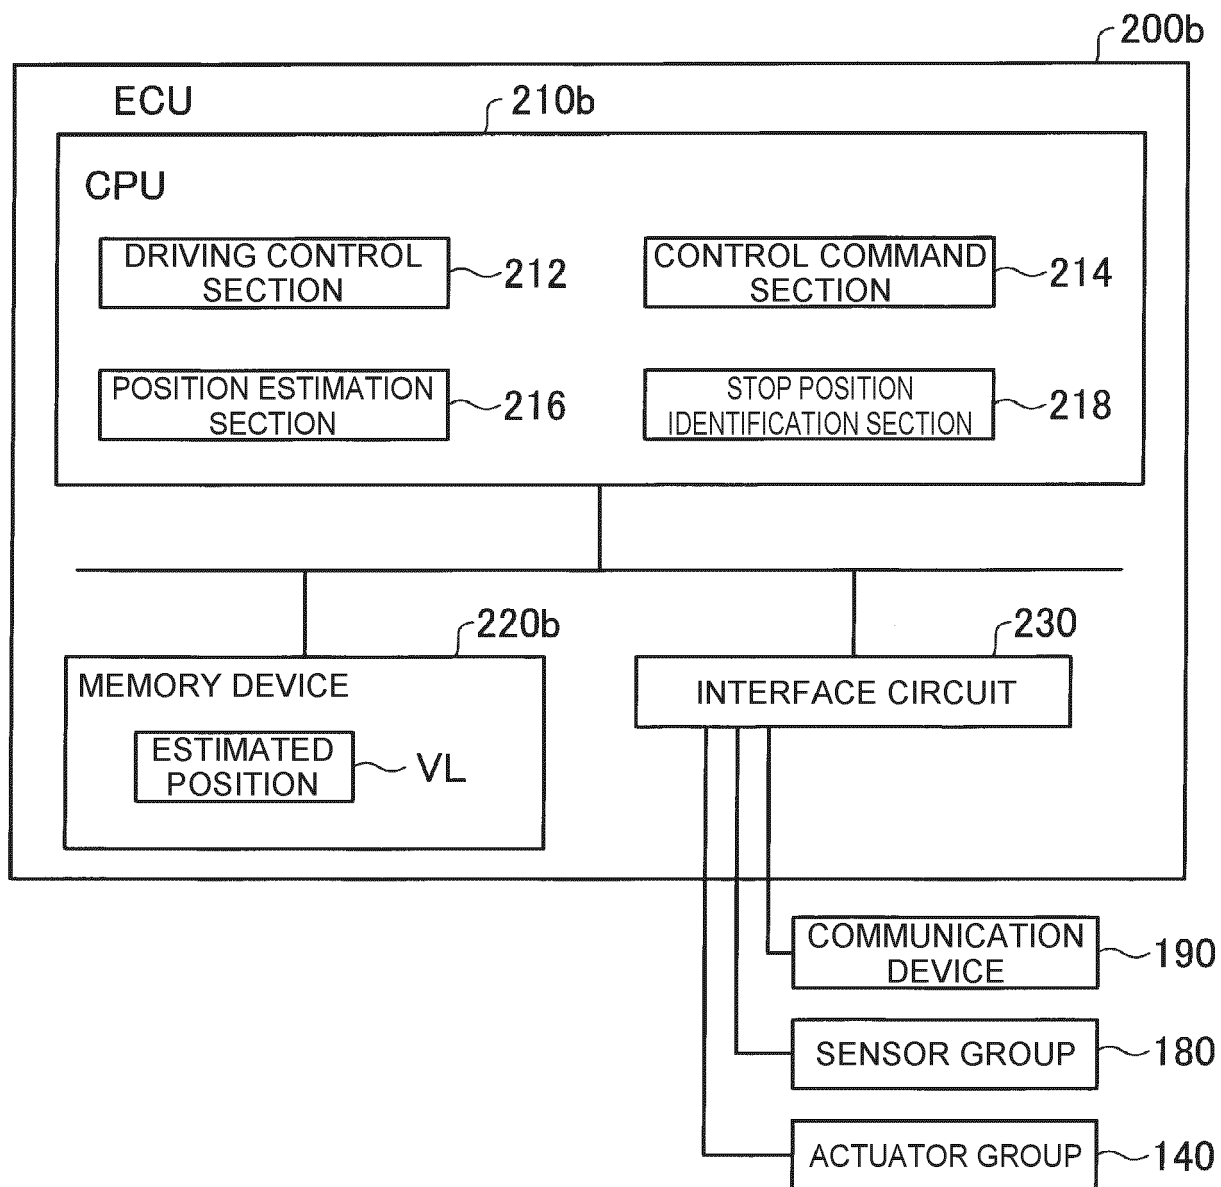 200b
ECU
210b
CPU
DRIVING CONTROL
SECTION
212
CONTROL COMMAND
SECTION
214
POSITION ESTIMATION
SECTION
216
STOP POSITION
IDENTIFICATION SECTION
218
220b
MEMORY DEVICE
ESTIMATED
POSITION
VL
230
INTERFACE CIRCUIT
COMMUNICATION
DEVICE
190
SENSOR GROUP
180
ACTUATOR GROUP
140